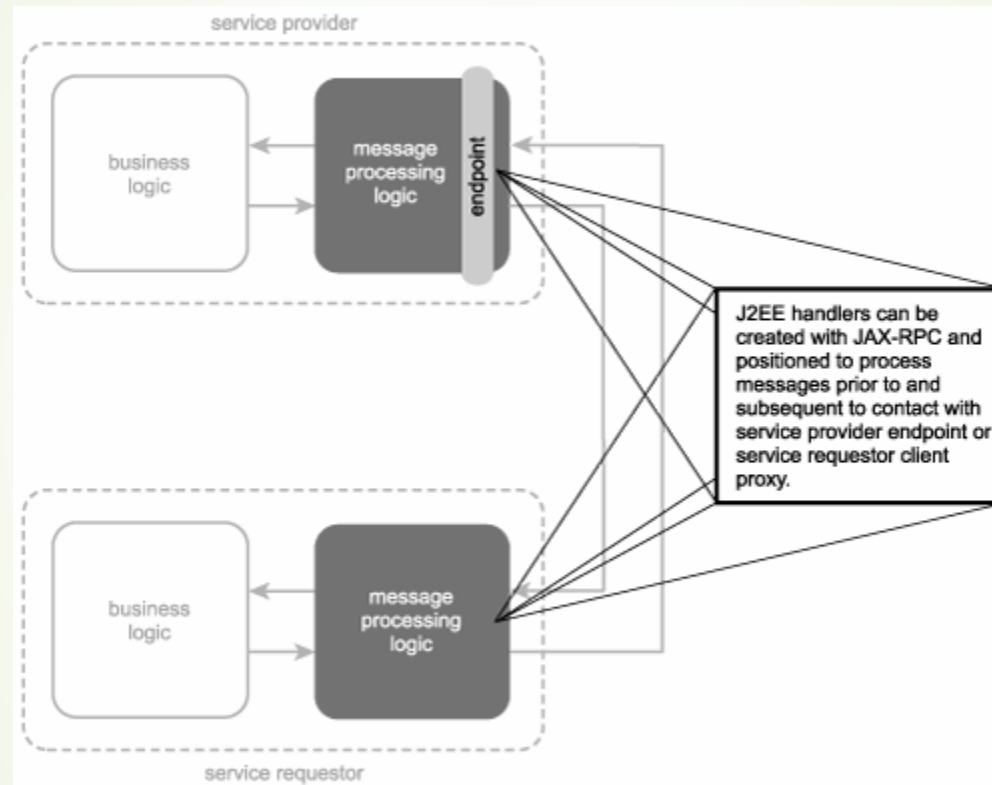 service provider
business
logic
message
processing
logic
endpoint
J2EE handlers can be
created with JAX-RPC and
positioned to process
messages prior to and
subsequent to contact with
service provider endpoint or
service requestor client
proxy.
business
logic
message
processing
logic
service requestor